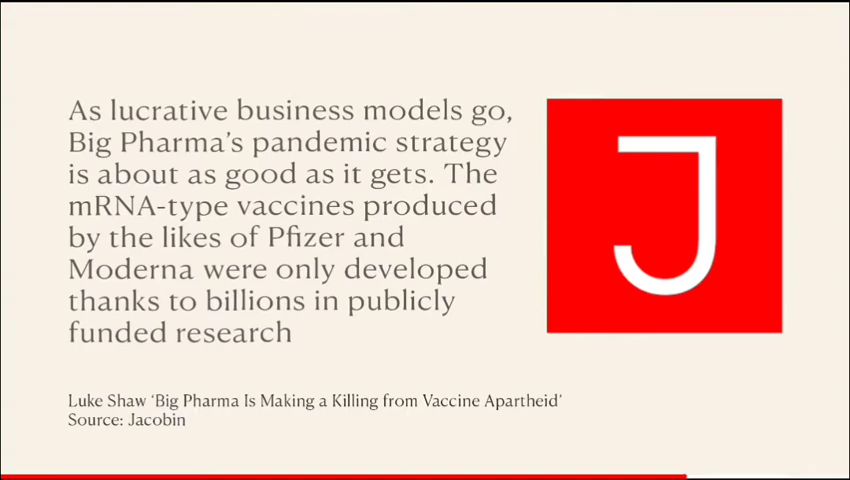 As lucrative business models go,
Big Pharma’s pandemic strategy
is about as good as it gets. The
mRNA-type vaccines produced
by the likes of Pfizer and
Moderna were only developed
thanks to billions in publicly
funded research
J
Luke Shaw ‘Big Pharma Is Making a Killing from Vaccine Apartheid’
Source: Jacobin